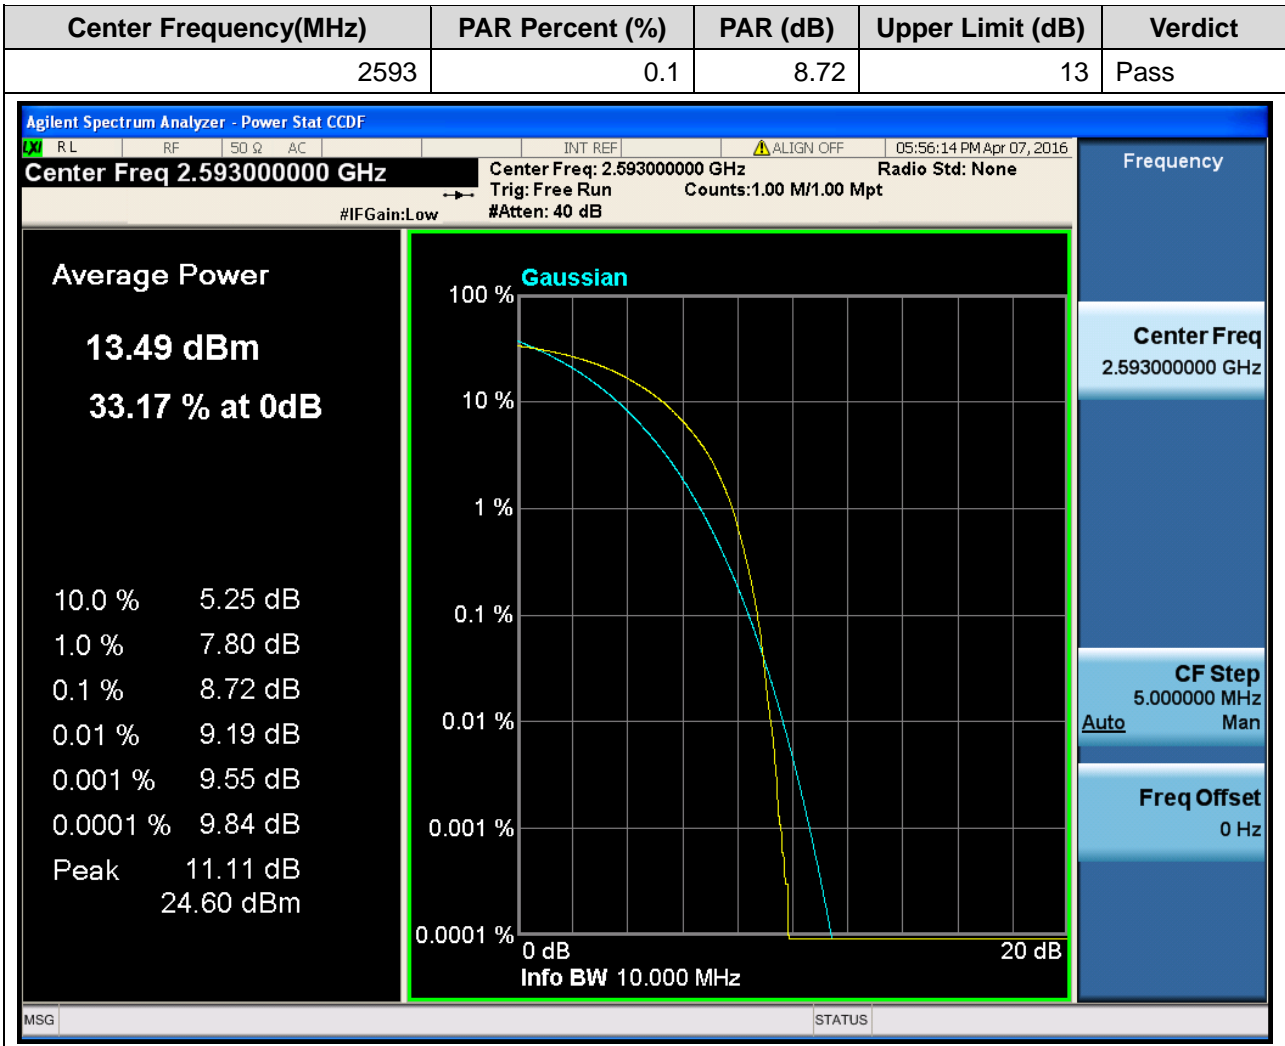 Center Frequency(MHz) PAR Percent (%) PAR (dB) Upper Limit (dB) Verdict
2593 0.1 8.72 13 Pass
Agilent Spectrum Analyzer - Power Stat CCDF
LXI RL RF 50 Ω AC INT REF ALIGN OFF 05:56:14 PM Apr 07, 2016
Center Freq 2.593000000 GHz
Center Freq: 2.593000000 GHz Radio Std: None
Trig: Free Run Counts:1.00 M/1.00 Mpt
#IFGain:Low #Atten: 40 dB
Frequency
Average Power
13.49 dBm
33.17 % at 0dB
10.0 % 5.25 dB
1.0 % 7.80 dB
0.1 % 8.72 dB
0.01 % 9.19 dB
0.001 % 9.55 dB
0.0001 % 9.84 dB
Peak 11.11 dB
24.60 dBm
Gaussian
100 %
10 %
1 %
0.1 %
0.01 %
0.001 %
0.0001 %
0 dB 20 dB
Info BW 10.000 MHz
Center Freq
2.593000000 GHz
CF Step
5.000000 MHz
Auto Man
Freq Offset
0 Hz
MSG STATUS